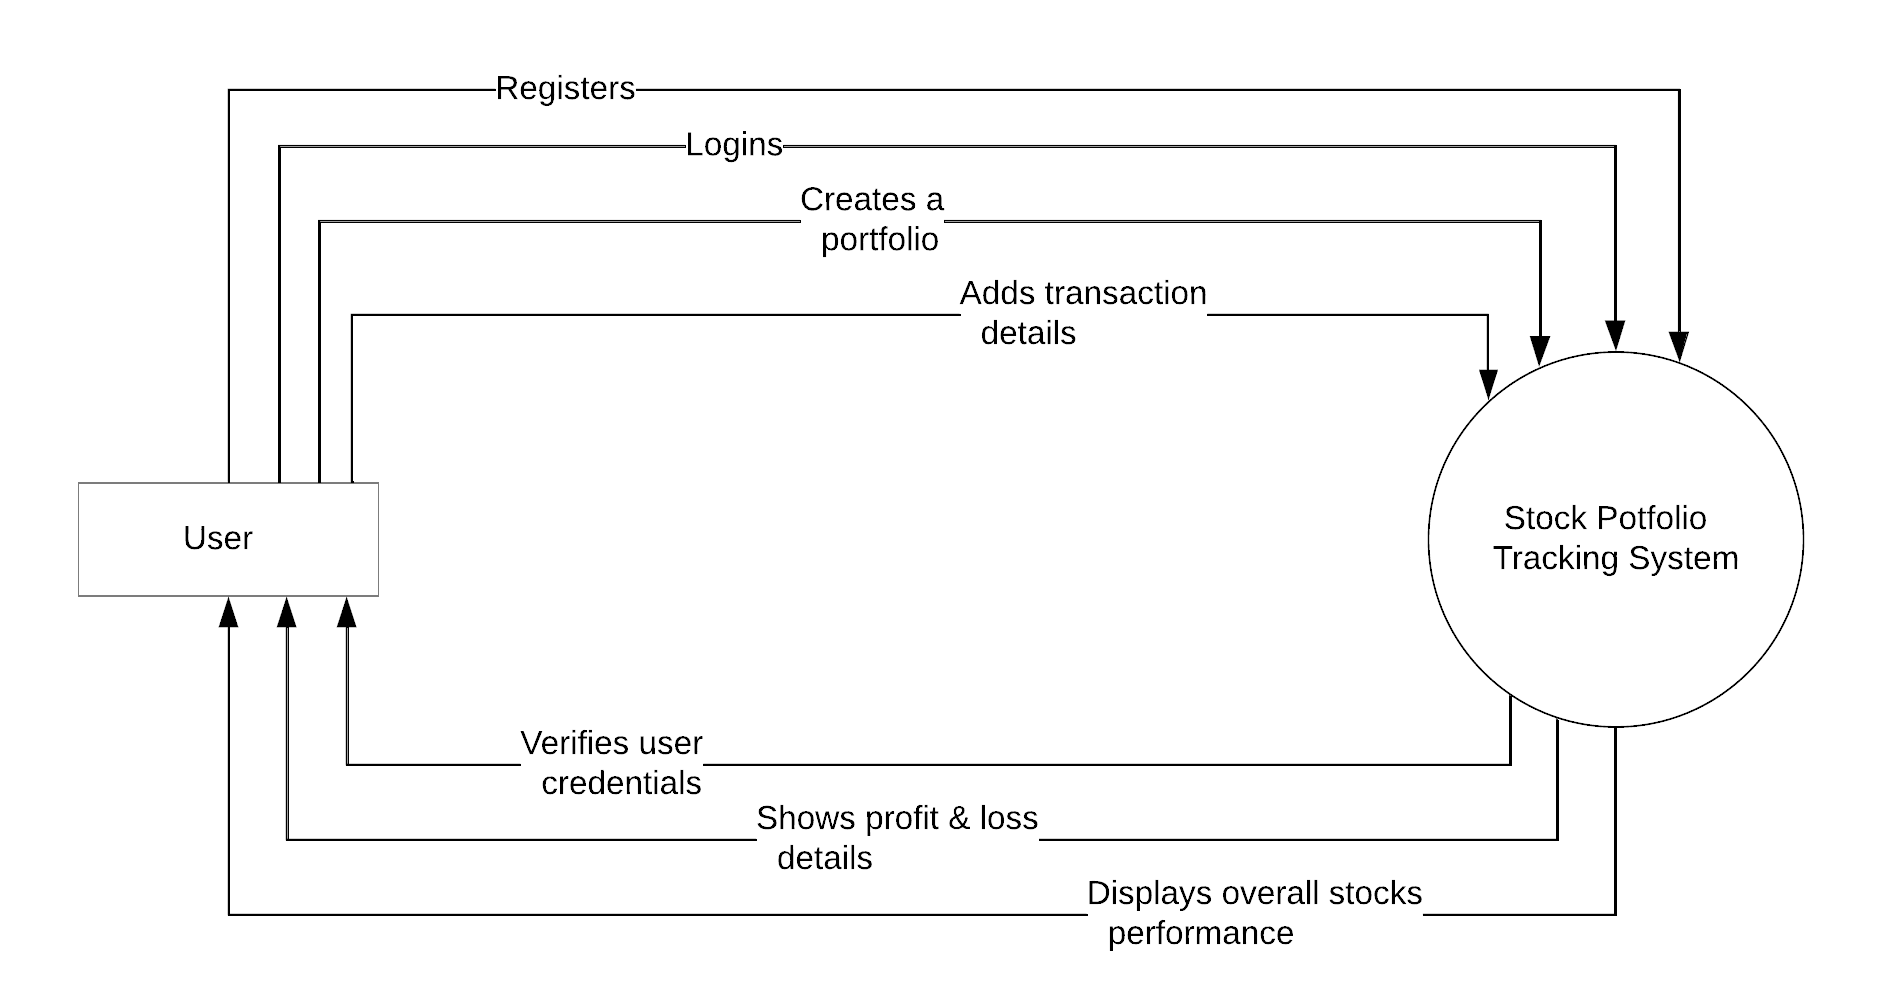 Registers
Logins
Creates a
portfolio
Adds transaction
details
User
Stock Potfolio
Tracking System
Verifies user
credentials
Shows profit & loss
details
Displays overall stocks
performance